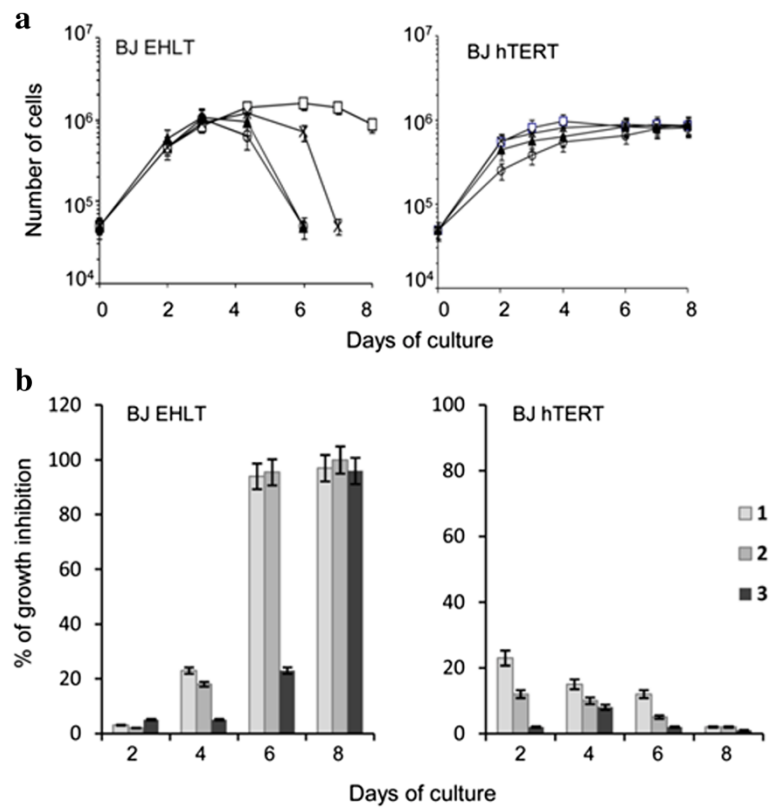 a
BJ EHLT
BJ hTERT
10⁷
10⁶
10⁵
10⁴
Number of cells
0 2 4 6 8
10⁷
10⁶
10⁵
10⁴
0 2 4 6 8
Days of culture
b
BJ EHLT
BJ hTERT
120
100
80
60
40
20
0
% of growth inhibition
2 4 6 8
100
80
60
40
20
0
2 4 6 8
1
2
3
Days of culture